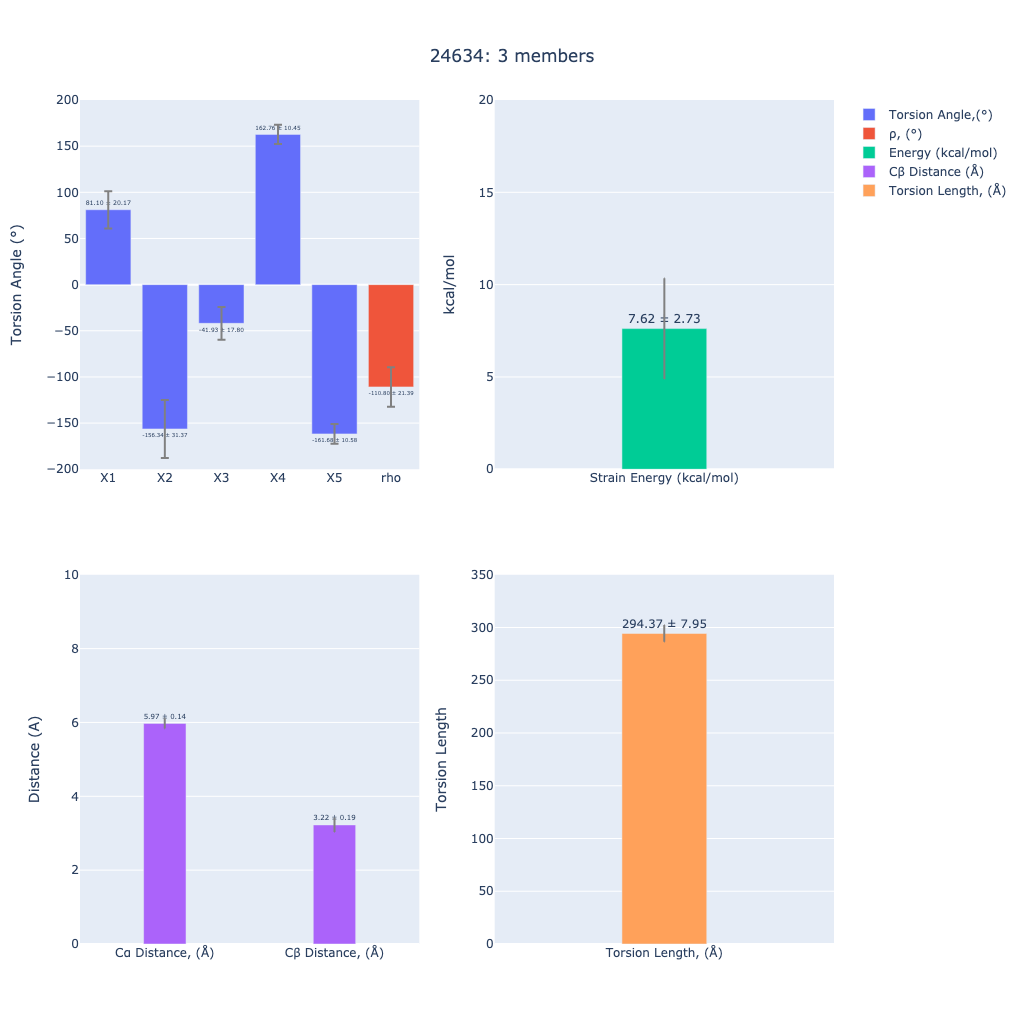 24634: 3 members
Torsion Angle (°)
200
150
100
50
0
−50
−100
−150
−200
81.10 ± 20.17
-156.34 ± 31.37
-41.93 ± 17.80
162.76 ± 10.45
-161.68 ± 10.58
-110.80 ± 21.39
X1 X2 X3 X4 X5 rho
kcal/mol
20
15
10
5
0
7.62 ± 2.73
Strain Energy (kcal/mol)
Torsion Angle,(°)
ρ, (°)
Energy (kcal/mol)
Cβ Distance (Å)
Torsion Length, (Å)
Distance (A)
10
8
6
4
2
0
5.97 ± 0.14
3.22 ± 0.19
Cα Distance, (Å) Cβ Distance, (Å)
Torsion Length
350
300
250
200
150
100
50
0
294.37 ± 7.95
Torsion Length, (Å)